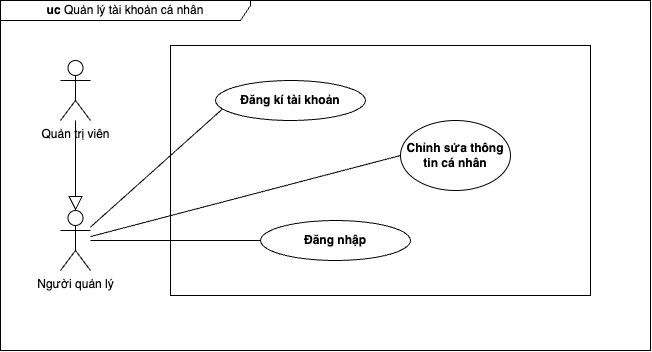 uc Quản lý tài khoản cá nhân
Đăng kí tài khoản
Quản trị viên
Chỉnh sửa thông
tin cá nhân
Đăng nhập
Người quản lý